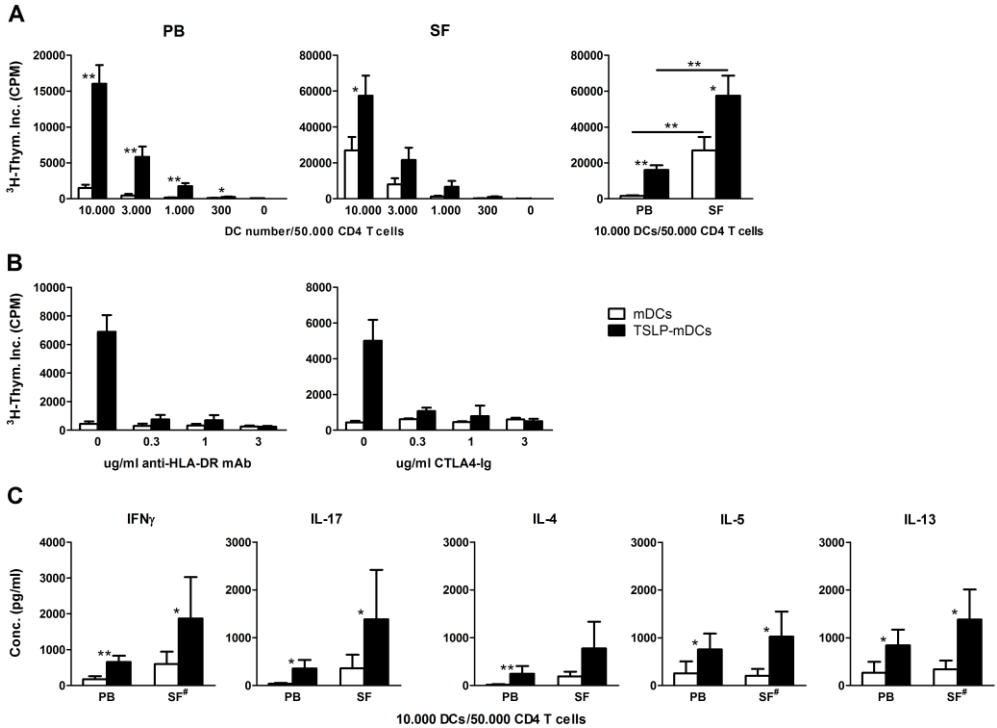 A
PB
SF
³H-Thym. Inc. (CPM)
20000
15000
10000
5000
0
**
**
**
*
10.000 3.000 1.000 300 0
80000
60000
40000
20000
0
*
10.000 3.000 1.000 300 0
DC number/50.000 CD4 T cells
80000
60000
40000
20000
0
**
**
**
*
PB SF
10.000 DCs/50.000 CD4 T cells
B
³H-Thym. Inc. (CPM)
10000
8000
6000
4000
2000
0
0 0.3 1 3
ug/ml anti-HLA-DR mAb
8000
6000
4000
2000
0
0 0.3 1 3
ug/ml CTLA4-Ig
mDCs
TSLP-mDCs
C
Conc. (pg/ml)
IFNγ
4000
3000
2000
1000
0
**
*
PB SF#
IL-17
3000
2000
1000
0
*
*
PB SF
IL-4
3000
2000
1000
0
**
PB SF
IL-5
3000
2000
1000
0
*
*
PB SF#
IL-13
3000
2000
1000
0
*
*
PB SF#
10.000 DCs/50.000 CD4 T cells